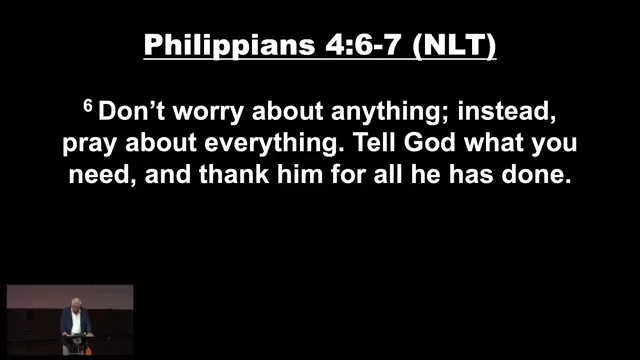 Philippians 4:6-7 (NLT)
6 Don’t worry about anything; instead,
pray about everything. Tell God what you
need, and thank him for all he has done.